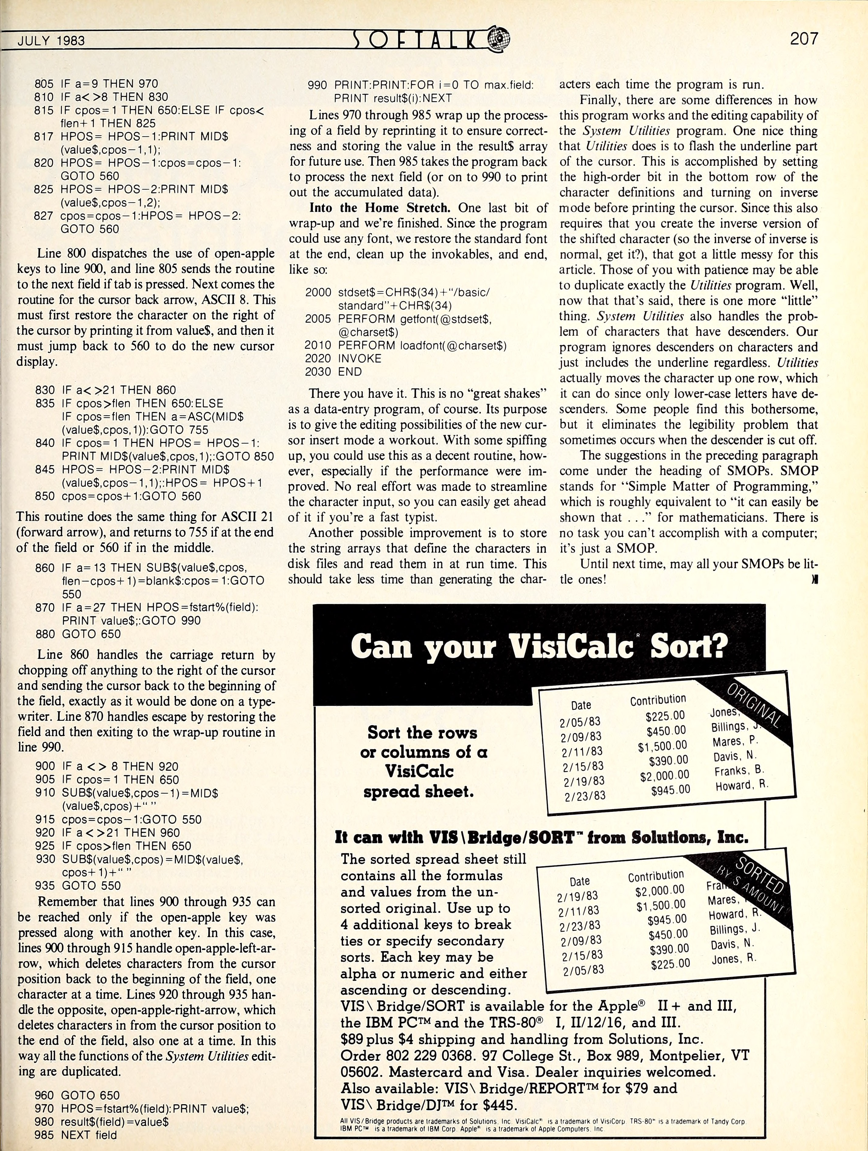 JULY 1983
SOFTALK
207
805 IF a=9 THEN 970
810 IF a< >8 THEN 830
815 IF cpos=1 THEN 650:ELSE IF cpos<
flen+1 THEN 825
817 HPOS= HPOS-1:PRINT MID$
(value$,cpos-1,1);
820 HPOS= HPOS-1:cpos=cpos-1:
GOTO 560
825 HPOS= HPOS-2:PRINT MID$
(value$,cpos-1,2);
827 cpos=cpos-1:HPOS= HPOS-2:
GOTO 560
Line 800 dispatches the use of open-apple
keys to line 900, and line 805 sends the routine
to the next field if tab is pressed. Next comes the
routine for the cursor back arrow, ASCII 8. This
must first restore the character on the right of
the cursor by printing it from value$, and then it
must jump back to 560 to do the new cursor
display.
830 IF a< >21 THEN 860
835 IF cpos>flen THEN 650:ELSE
IF cpos=flen THEN a=ASC(MID$
(value$,cpos,1)):GOTO 755
840 IF cpos=1 THEN HPOS= HPOS-1:
PRINT MID$(value$,cpos,1);:GOTO 850
845 HPOS= HPOS-2:PRINT MID$
(value$,cpos-1,1);:HPOS= HPOS+1
850 cpos=cpos+1:GOTO 560
This routine does the same thing for ASCII 21
(forward arrow), and returns to 755 if at the end
of the field or 560 if in the middle.
860 IF a=13 THEN SUB$(value$,cpos,
flen-cpos+1)=blank$:cpos=1:GOTO
550
870 IF a=27 THEN HPOS=fstart%(field):
PRINT value$;:GOTO 990
880 GOTO 650
Line 860 handles the carriage return by
chopping off anything to the right of the cursor
and sending the cursor back to the beginning of
the field, exactly as it would be done on a type-
writer. Line 870 handles escape by restoring the
field and then exiting to the wrap-up routine in
line 990.
900 IF a < > 8 THEN 920
905 IF cpos=1 THEN 650
910 SUB$(value$,cpos-1)=MID$
(value$,cpos)+" "
915 cpos=cpos-1:GOTO 550
920 IF a< >21 THEN 960
925 IF cpos>flen THEN 650
930 SUB$(value$,cpos)=MID$(value$,
cpos+1)+" "
935 GOTO 550
Remember that lines 900 through 935 can
be reached only if the open-apple key was
pressed along with another key. In this case,
lines 900 through 915 handle open-apple-left-ar-
row, which deletes characters from the cursor
position back to the beginning of the field, one
character at a time. Lines 920 through 935 han-
dle the opposite, open-apple-right-arrow, which
deletes characters in from the cursor position to
the end of the field, also one at a time. In this
way all the functions of the System Utilities edit-
ing are duplicated.
960 GOTO 650
970 HPOS=fstart%(field):PRINT value$;
980 result$(field)=value$
985 NEXT field
990 PRINT:PRINT:FOR i=0 TO max.field:
PRINT result$(i):NEXT
Lines 970 through 985 wrap up the process-
ing of a field by reprinting it to ensure correct-
ness and storing the value in the result$ array
for future use. Then 985 takes the program back
to process the next field (or on to 990 to print
out the accumulated data).
Into the Home Stretch. One last bit of
wrap-up and we're finished. Since the program
could use any font, we restore the standard font
at the end, clean up the invokables, and end,
like so:
2000 stdset$=CHR$(34)+"/basic/
standard"+CHR$(34)
2005 PERFORM getfont(@stdset$,
@charset$)
2010 PERFORM loadfont(@charset$)
2020 INVOKE
2030 END
There you have it. This is no "great shakes"
as a data-entry program, of course. Its purpose
is to give the editing possibilities of the new cur-
sor insert mode a workout. With some spiffing
up, you could use this as a decent routine, how-
ever, especially if the performance were im-
proved. No real effort was made to streamline
the character input, so you can easily get ahead
of it if you're a fast typist.
Another possible improvement is to store
the string arrays that define the characters in
disk files and read them in at run time. This
should take less time than generating the char-
acters each time the program is run.
Finally, there are some differences in how
this program works and the editing capability of
the System Utilities program. One nice thing
that Utilities does is to flash the underline part
of the cursor. This is accomplished by setting
the high-order bit in the bottom row of the
character definitions and turning on inverse
mode before printing the cursor. Since this also
requires that you create the inverse version of
the shifted character (so the inverse of inverse is
normal, get it?), that got a little messy for this
article. Those of you with patience may be able
to duplicate exactly the Utilities program. Well,
now that that's said, there is one more "little"
thing. System Utilities also handles the prob-
lem of characters that have descenders. Our
program ignores descenders on characters and
just includes the underline regardless. Utilities
actually moves the character up one row, which
it can do since only lower-case letters have de-
scenders. Some people find this bothersome,
but it eliminates the legibility problem that
sometimes occurs when the descender is cut off.
The suggestions in the preceding paragraph
come under the heading of SMOPs. SMOP
stands for "Simple Matter of Programming,"
which is roughly equivalent to "it can easily be
shown that . . ." for mathematicians. There is
no task you can't accomplish with a computer;
it's just a SMOP.
Until next time, may all your SMOPs be lit-
tle ones!
Can your VisiCalc® Sort?
Sort the rows
or columns of a
VisiCalc
spread sheet.
ORIGINAL
Date Contribution
2/05/83 $225.00 Jones,
2/09/83 $450.00 Billings, J.
2/11/83 $1,500.00 Mares, P.
2/15/83 $390.00 Davis, N.
2/19/83 $2,000.00 Franks, B.
2/23/83 $945.00 Howard, R.
It can with VIS\Bridge/SORT™ from Solutions, Inc.
The sorted spread sheet still
contains all the formulas
and values from the un-
sorted original. Use up to
4 additional keys to break
ties or specify secondary
sorts. Each key may be
alpha or numeric and either
ascending or descending.
SORTED
BY $ AMOUNT
Date Contribution
2/19/83 $2,000.00 Fran
2/11/83 $1,500.00 Mares,
2/23/83 $945.00 Howard, R.
2/09/83 $450.00 Billings, J.
2/15/83 $390.00 Davis, N.
2/05/83 $225.00 Jones, R.
VIS\ Bridge/SORT is available for the Apple® II+ and III,
the IBM PC™ and the TRS-80® I, II/12/16, and III.
$89 plus $4 shipping and handling from Solutions, Inc.
Order 802 229 0368. 97 College St., Box 989, Montpelier, VT
05602. Mastercard and Visa. Dealer inquiries welcomed.
Also available: VIS\ Bridge/REPORT™ for $79 and
VIS\ Bridge/DJ™ for $445.
All VIS/Bridge products are trademarks of Solutions, Inc. VisiCalc® is a trademark of VisiCorp. TRS-80™ is a trademark of Tandy Corp.
IBM PC™ is a trademark of IBM Corp. Apple® is a trademark of Apple Computers, Inc.